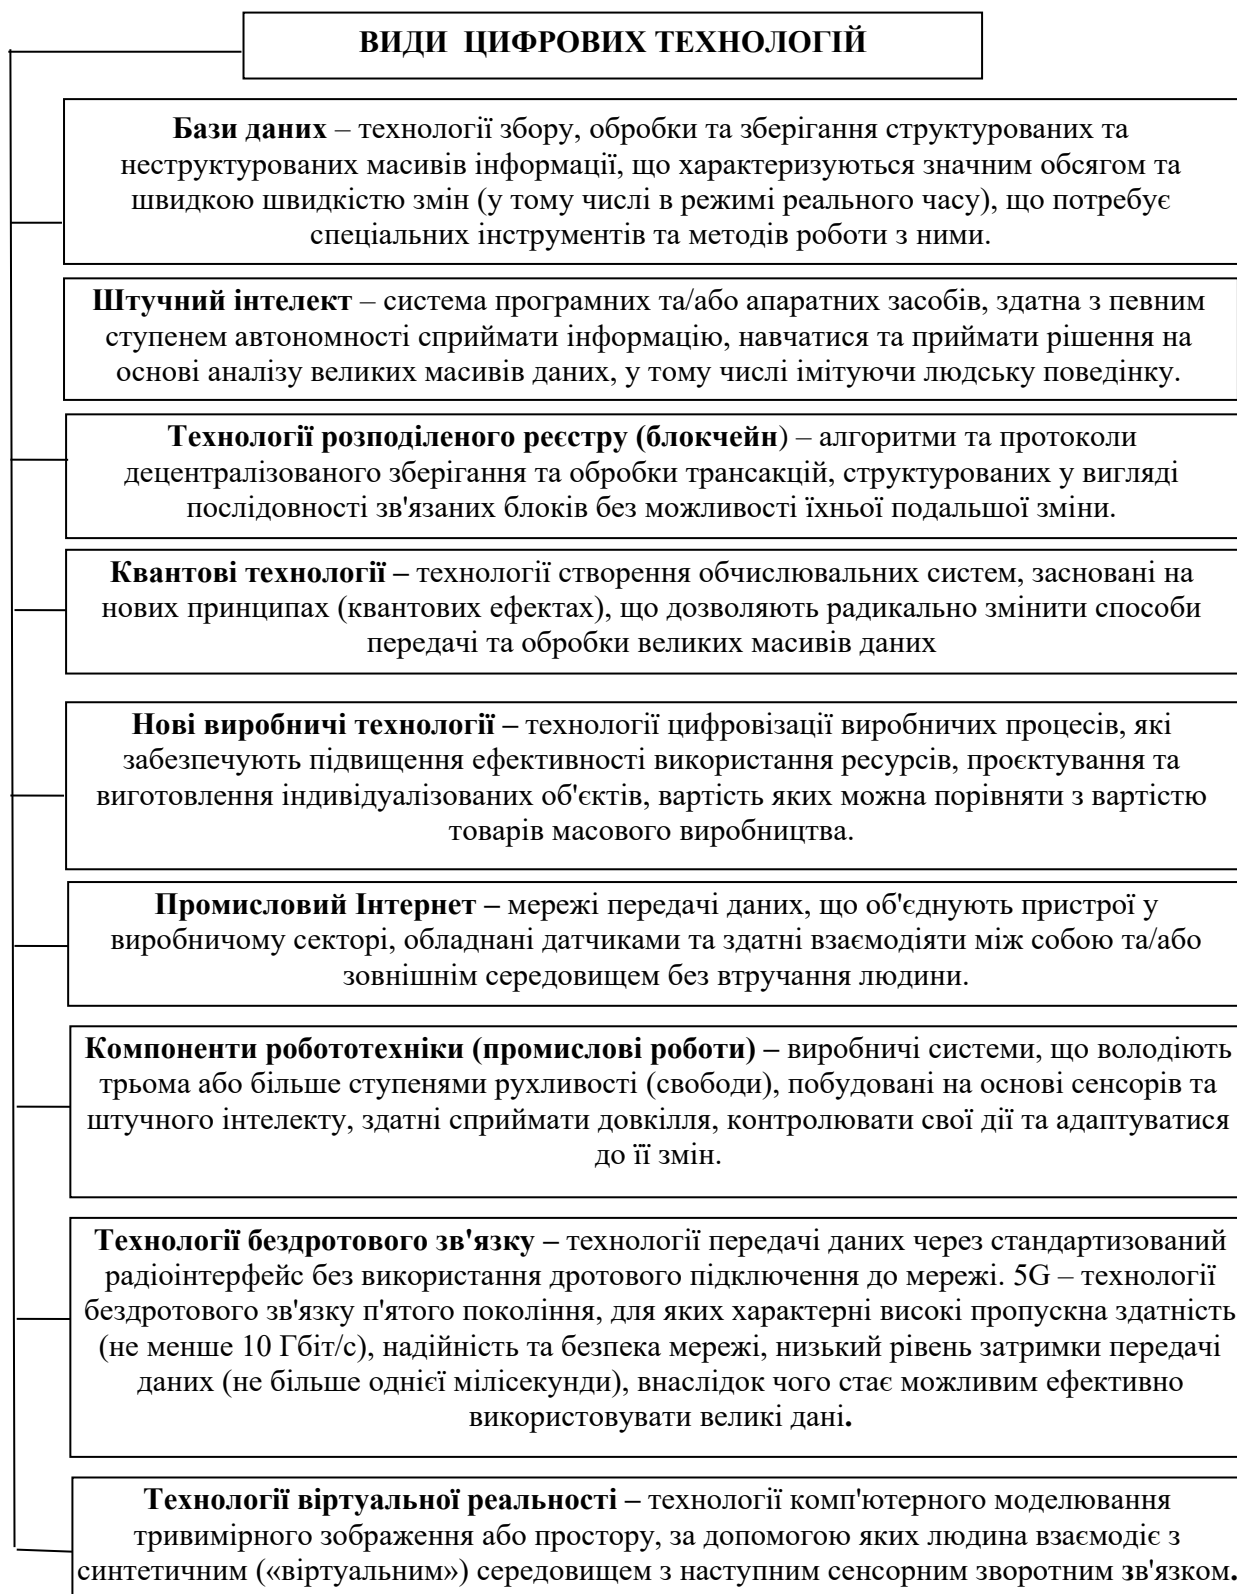 ВИДИ ЦИФРОВИХ ТЕХНОЛОГІЙ
Бази даних – технології збору, обробки та зберігання структурованих та
неструктурованих масивів інформації, що характеризуються значним обсягом та
швидкою швидкістю змін (у тому числі в режимі реального часу), що потребує
спеціальних інструментів та методів роботи з ними.
Штучний інтелект – система програмних та/або апаратних засобів, здатна з певним
ступенем автономності сприймати інформацію, навчатися та приймати рішення на
основі аналізу великих масивів даних, у тому числі імітуючи людську поведінку.
Технології розподіленого реєстру (блокчейн) – алгоритми та протоколи
децентралізованого зберігання та обробки трансакцій, структурованих у вигляді
послідовності зв'язаних блоків без можливості їхньої подальшої зміни.
Квантові технології – технології створення обчислювальних систем, засновані на
нових принципах (квантових ефектах), що дозволяють радикально змінити способи
передачі та обробки великих масивів даних
Нові виробничі технології – технології цифровізації виробничих процесів, які
забезпечують підвищення ефективності використання ресурсів, проєктування та
виготовлення індивідуалізованих об'єктів, вартість яких можна порівняти з вартістю
товарів масового виробництва.
Промисловий Інтернет – мережі передачі даних, що об'єднують пристрої у
виробничому секторі, обладнані датчиками та здатні взаємодіяти між собою та/або
зовнішнім середовищем без втручання людини.
Компоненти робототехніки (промислові роботи) – виробничі системи, що володіють
трьома або більше ступенями рухливості (свободи), побудовані на основі сенсорів та
штучного інтелекту, здатні сприймати довкілля, контролювати свої дії та адаптуватися
до її змін.
Технології бездротового зв'язку – технології передачі даних через стандартизований
радіоінтерфейс без використання дротового підключення до мережі. 5G – технології
бездротового зв'язку п'ятого покоління, для яких характерні високі пропускна здатність
(не менше 10 Гбіт/с), надійність та безпека мережі, низький рівень затримки передачі
даних (не більше однієї мілісекунди), внаслідок чого стає можливим ефективно
використовувати великі дані.
Технології віртуальної реальності – технології комп'ютерного моделювання
тривимірного зображення або простору, за допомогою яких людина взаємодіє з
синтетичним («віртуальним») середовищем з наступним сенсорним зворотним зв'язком.